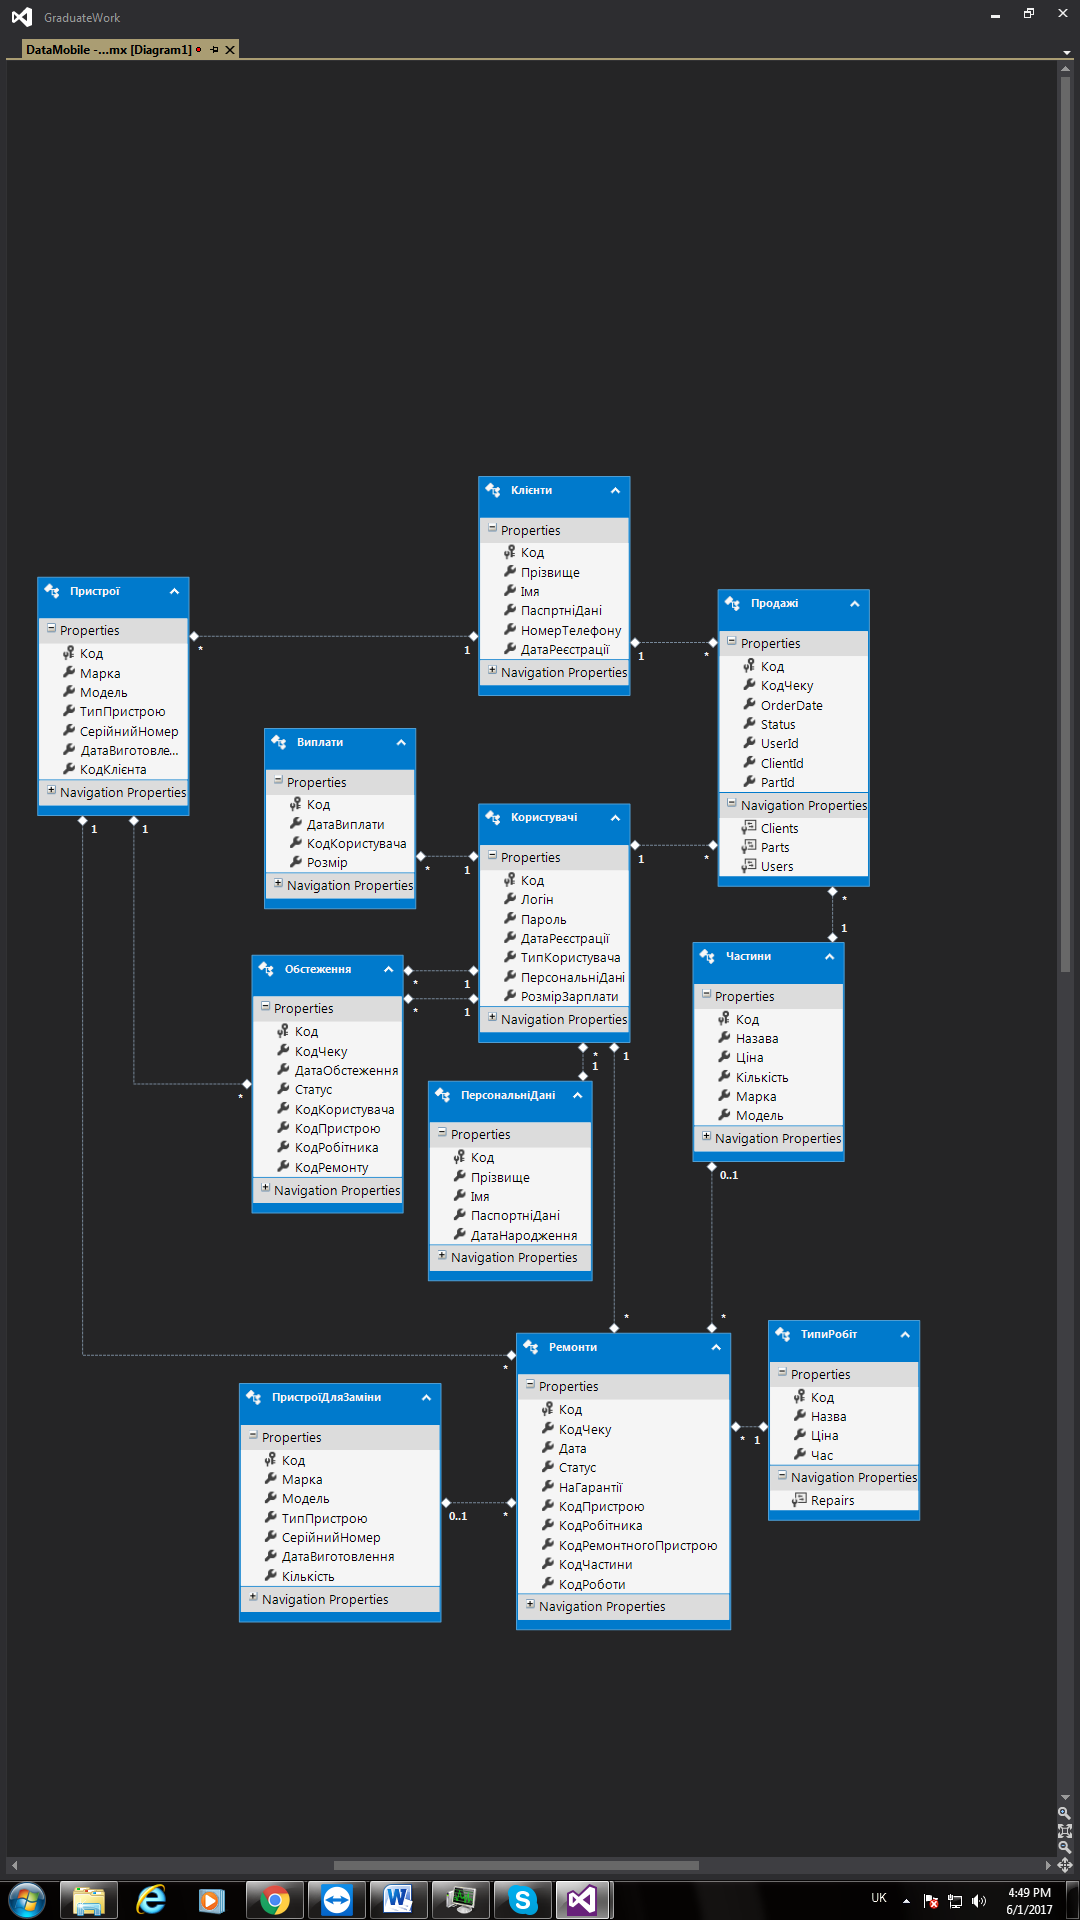 GraduateWork
DataMobile -...mx [Diagram1]
Клієнти
Properties
Код
Прізвище
Імя
ПаспртніДані
НомерТелефону
ДатаРеєстрації
Navigation Properties
Пристрої
Properties
Код
Марка
Модель
ТипПристрою
СерійнийНомер
ДатаВиготовле...
КодКлієнта
Navigation Properties
* 1
1 *
1 1
Продажі
Properties
Код
КодЧеку
OrderDate
Status
UserId
ClientId
PartId
Navigation Properties
Clients
Parts
Users
Виплати
Properties
Код
ДатаВиплати
КодКористувача
Розмір
Navigation Properties
* 1
Користувачі
Properties
Код
Логін
Пароль
ДатаРеєстрації
ТипКористувача
ПерсональніДані
РозмірЗарплати
Navigation Properties
1 *
*
1
Обстеження
Properties
Код
КодЧеку
ДатаОбстеження
Статус
КодКористувача
КодПристрою
КодРобітника
КодРемонту
Navigation Properties
* 1
* 1
*
Частини
Properties
Код
Назава
Ціна
Кількість
Марка
Модель
Navigation Properties
0..1
* 1
1
ПерсональніДані
Properties
Код
Прізвище
Імя
ПаспортніДані
ДатаНародження
Navigation Properties
* *
*
Ремонти
Properties
Код
КодЧеку
Дата
Статус
НаГарантії
КодПристрою
КодРобітника
КодРемонтногоПристрою
КодЧастини
КодРоботи
Navigation Properties
ТипиРобіт
Properties
Код
Назва
Ціна
Час
Navigation Properties
Repairs
* 1
ПристроїДляЗаміни
Properties
Код
Марка
Модель
ТипПристрою
СерійнийНомер
ДатаВиготовлення
Кількість
Navigation Properties
0..1 *
UK
4:49 PM
6/1/2017